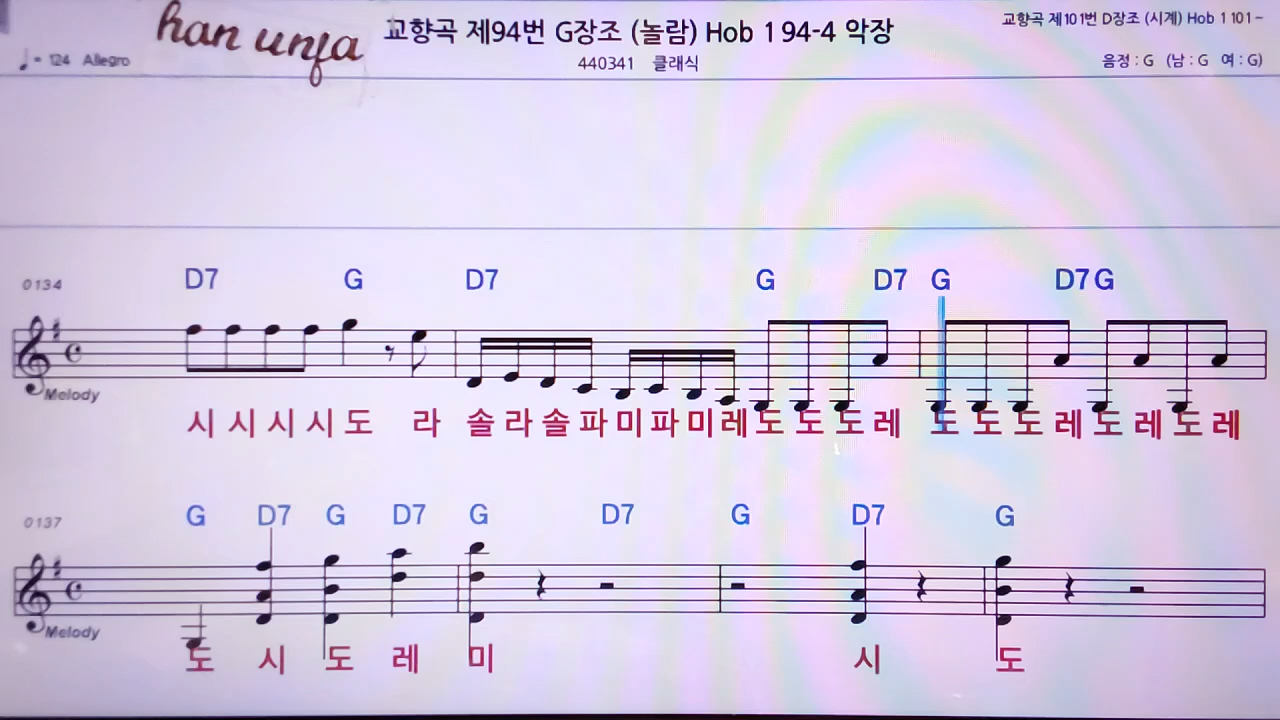 han unfa
교향곡 제94번 G장조 (놀람) Hob 1 94-4 악장
교향곡 제101번 D장조 (시계) Hob 1 101~
♩= 124 Allegro
440341 클래식
음정 : G (남 : G 여 : G)
0134 D7 G D7 G D7 G D7 G
Melody
시 시 시 시 도 라 솔 라 솔 파 미 파 미 레 도 도 도 레 도 도 도 레 도 레 도 레
0137 G D7 G D7 G D7 G D7 G
Melody
도 시 도 레 미 시 도